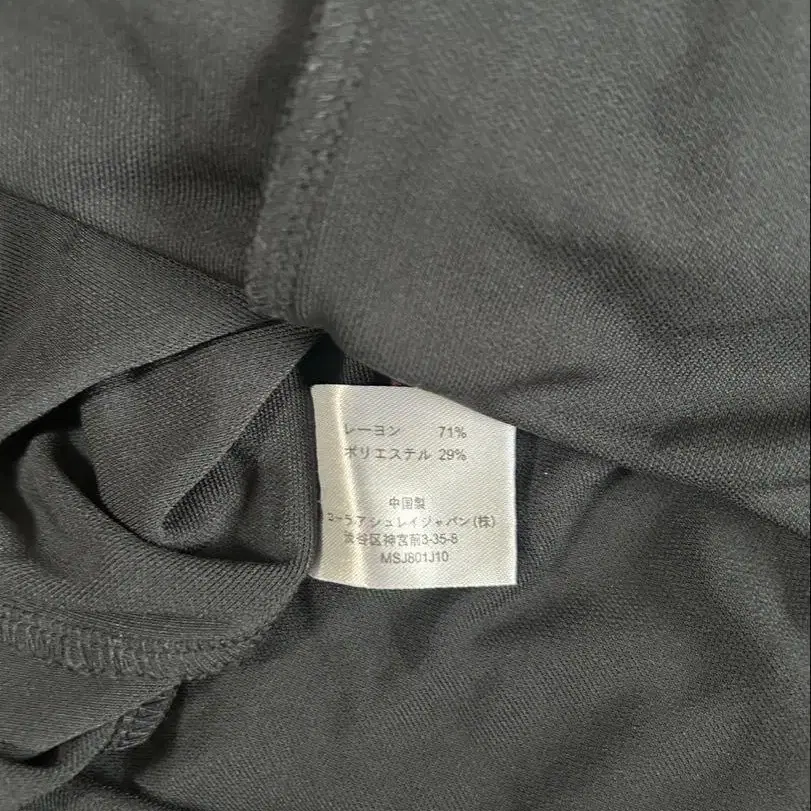 レーヨン 71%
ポリエステル 29%
中国製
ローラアシュレイジャパン(株)
渋谷区神宮前3-35-8
MSJ801J10